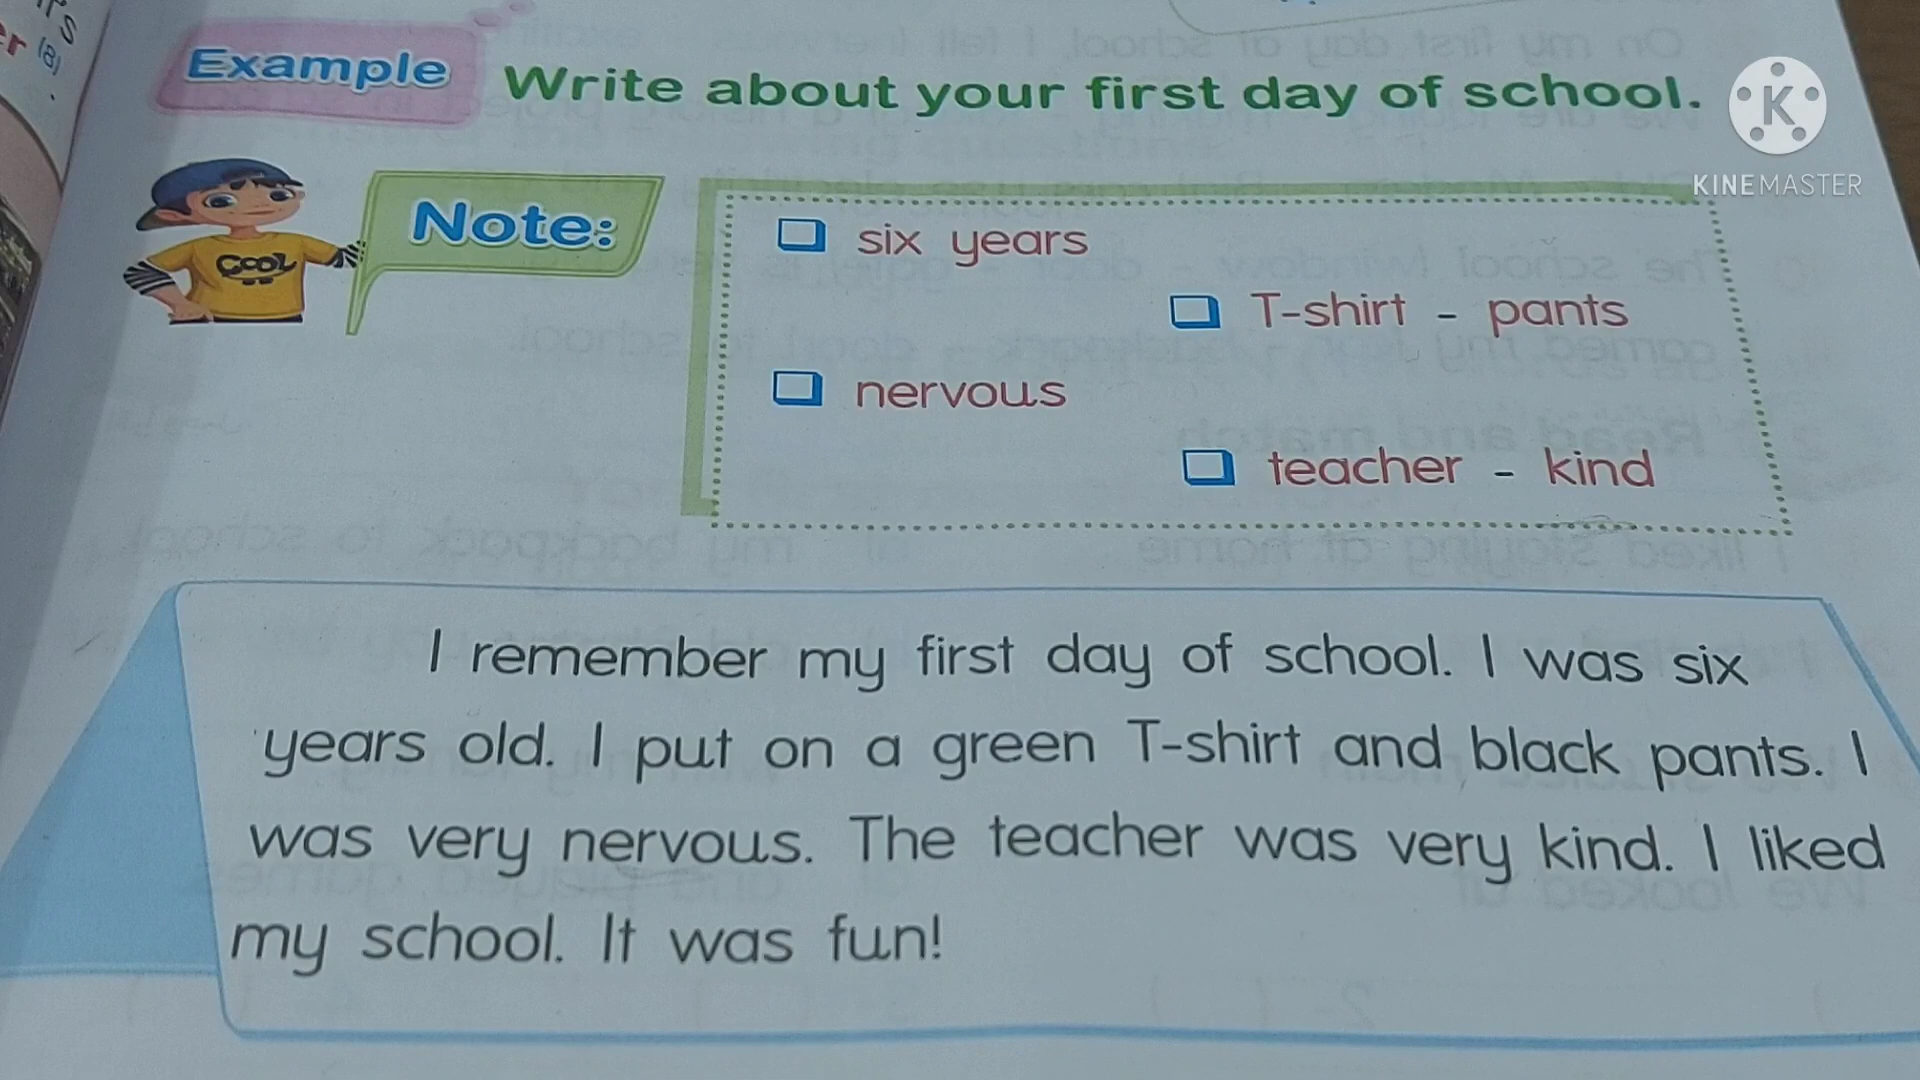 Example Write about your first day of school.
K
KINEMASTER
COOL
Note:
six years
T-shirt - pants
nervous
teacher - kind
I remember my first day of school. I was six
years old. I put on a green T-shirt and black pants. I
was very nervous. The teacher was very kind. I liked
my school. It was fun!